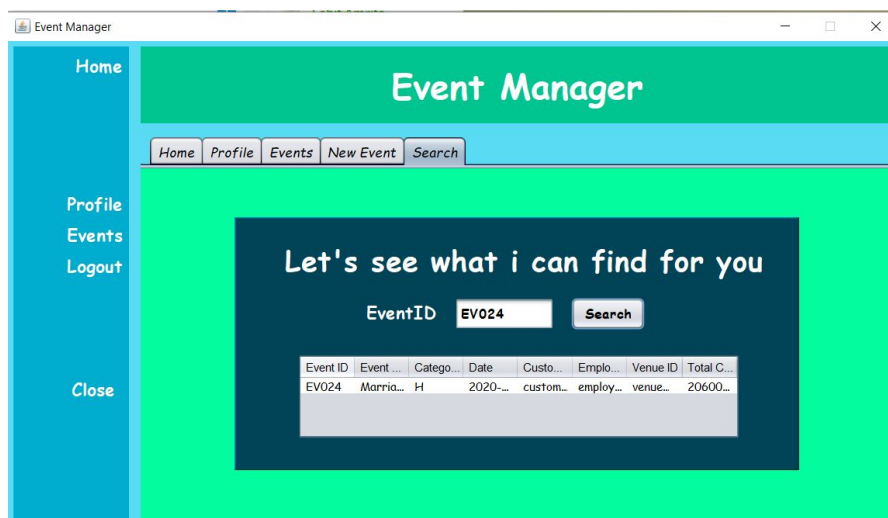 Event Manager
Home
Event Manager
Home Profile Events New Event Search
Profile
Events
Logout
Close
Let's see what i can find for you
EventID EV024 Search
Event ID Event ... Catego... Date Custo... Emplo... Venue ID Total C...
EV024 Marria... H 2020-... custom... employ... venue... 20600...